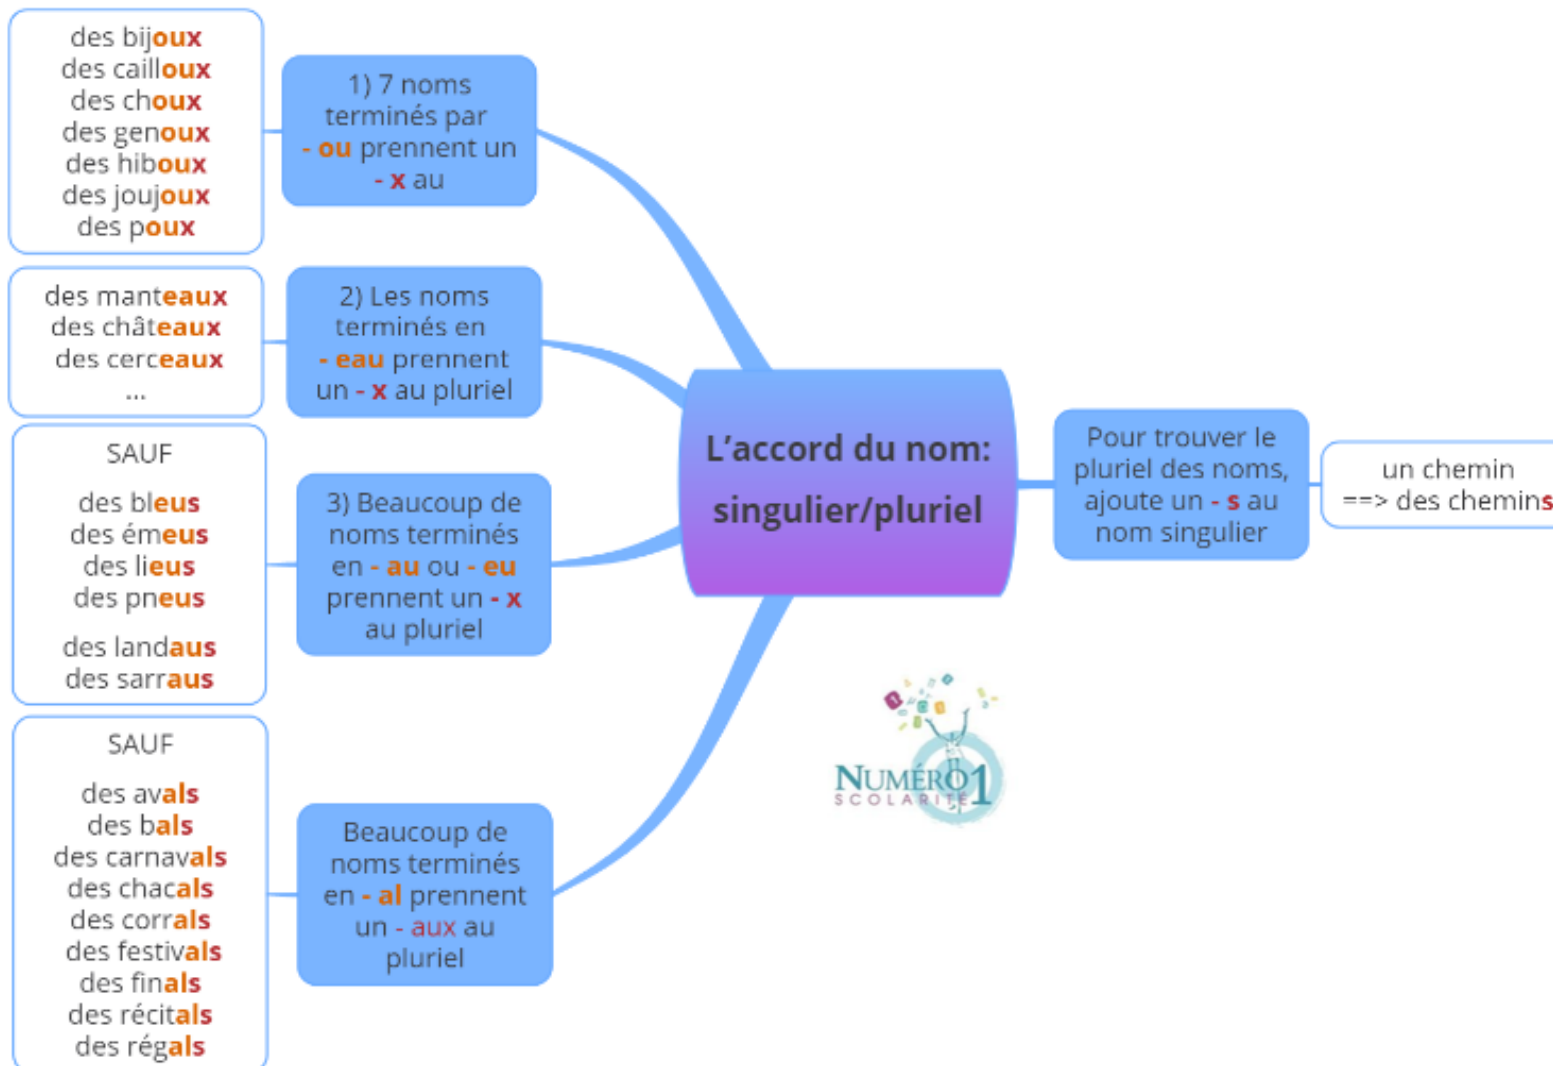 des bijoux
des cailloux
des choux
des genoux
des hiboux
des joujoux
des poux
1) 7 noms
terminés par
- ou prennent un
- x au
des manteaux
des châteaux
des cerceaux
...
2) Les noms
terminés en
- eau prennent
un - x au pluriel
SAUF
des bleus
des émeus
des lieus
des pneus
des landaus
des sarraus
3) Beaucoup de
noms terminés
en - au ou - eu
prennent un - x
au pluriel
SAUF
des avals
des bals
des carnavals
des chacals
des corrals
des festivals
des finals
des récitals
des régals
Beaucoup de
noms terminés
en - al prennent
un - aux au
pluriel
L'accord du nom:
singulier/pluriel
Pour trouver le
pluriel des noms,
ajoute un - s au
nom singulier
un chemin
==> des chemins
NUMÉRO1
SCOLARITÉ